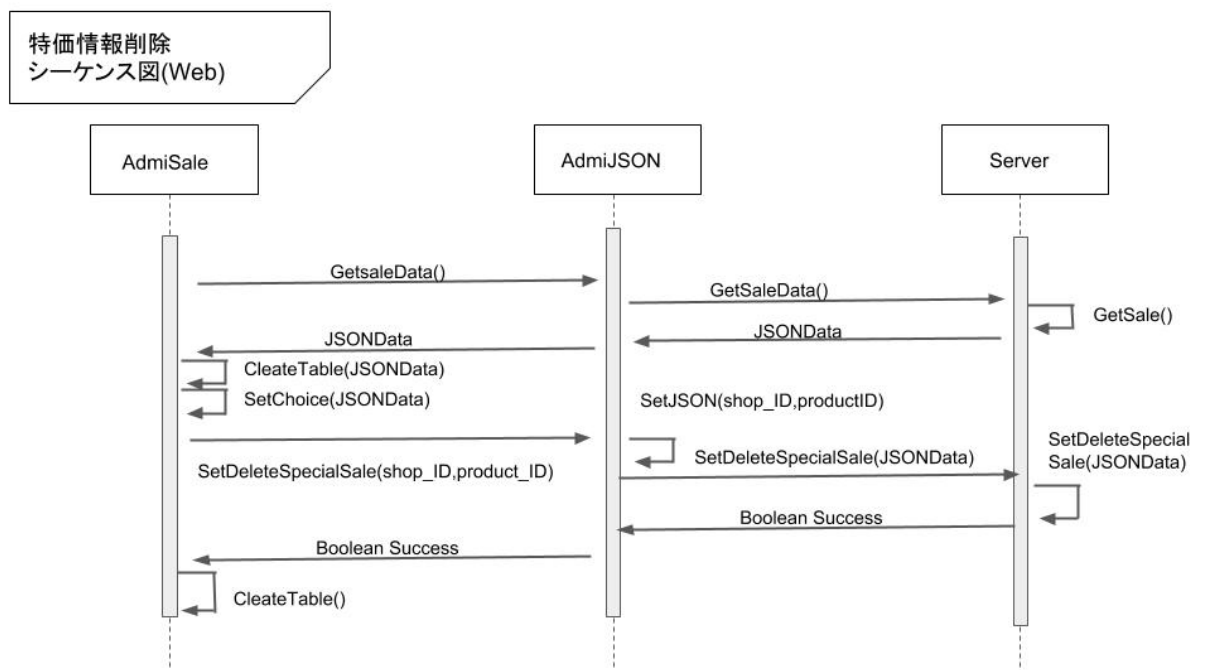 特価情報削除
シーケンス図(Web)
AdmiSale
AdmiJSON
Server
GetsaleData()
GetSaleData()
GetSale()
JSONData
JSONData
CleateTable(JSONData)
SetChoice(JSONData)
SetJSON(shop_ID,productID)
SetDeleteSpecialSale(shop_ID,product_ID)
SetDeleteSpecialSale(JSONData)
SetDeleteSpecial
Sale(JSONData)
Boolean Success
Boolean Success
CleateTable()